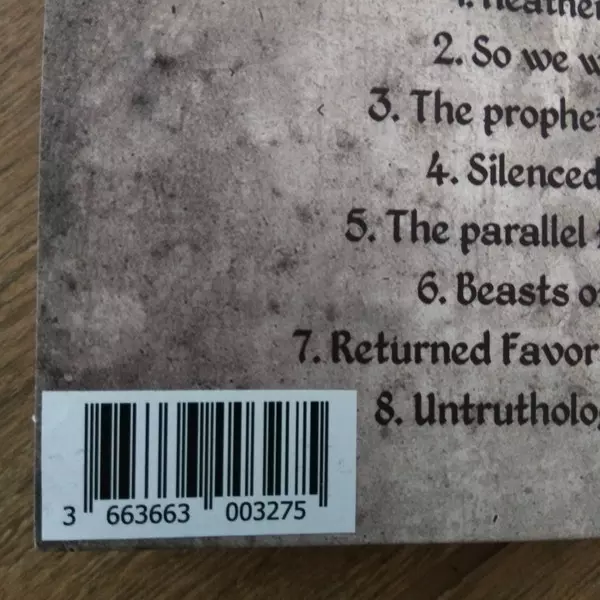 2. So we
3. The prophe
4. Silenced
5. The parallel
6. Beasts
7. Returned Favor
8. Untrutholo
3 663663 003275